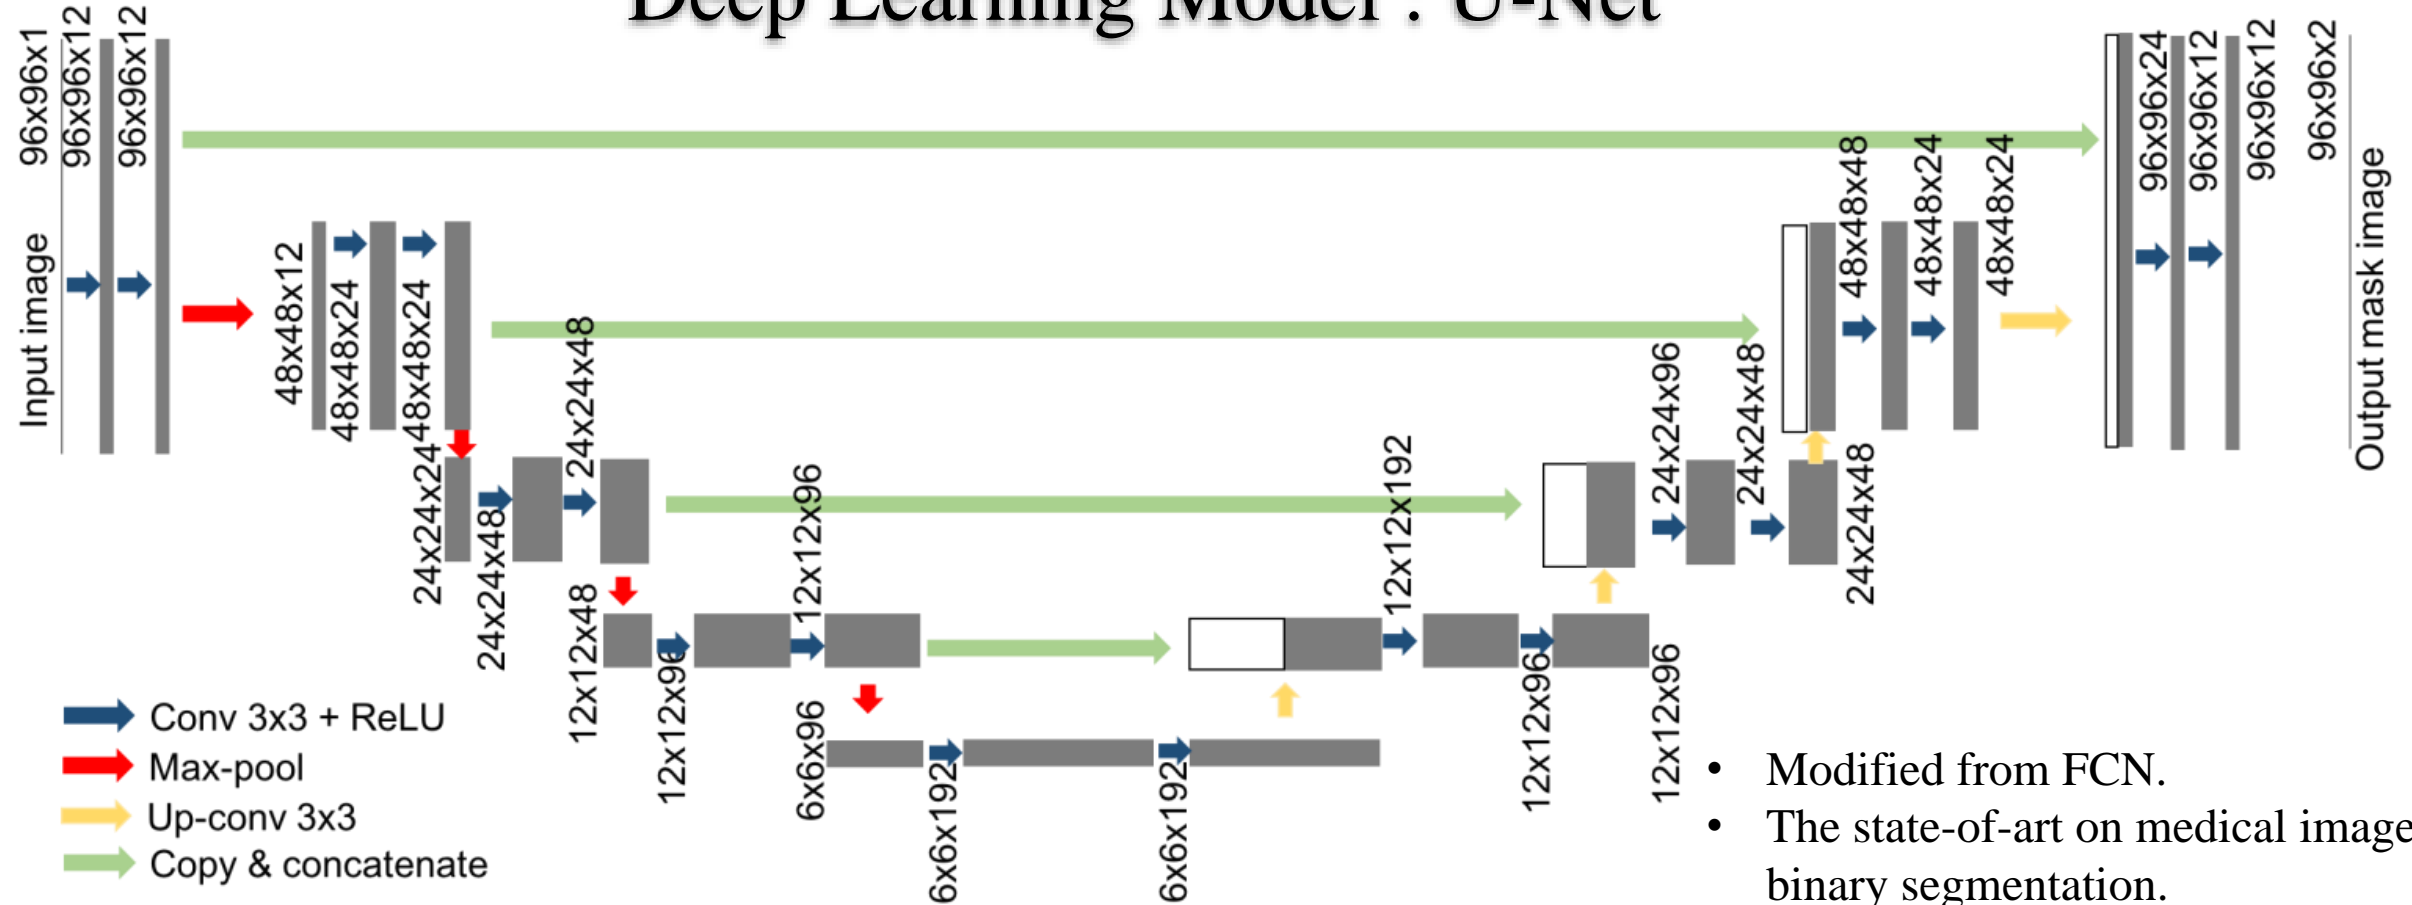 Deep Learning Model : U-Net
Input image
96x96x1
96x96x12
96x96x12
48x48x12
48x48x24
48x48x24
24x24x24
24x24x48
24x24x48
12x12x48
12x12x96
12x12x96
6x6x96
6x6x192
6x6x192
12x12x192
12x12x96
12x12x96
24x24x96
24x24x48
24x24x48
48x48x48
48x48x24
48x48x24
96x96x24
96x96x12
96x96x12
96x96x2
Output mask image
Conv 3x3 + ReLU
Max-pool
Up-conv 3x3
Copy & concatenate
• Modified from FCN.
• The state-of-art on medical image
binary segmentation.